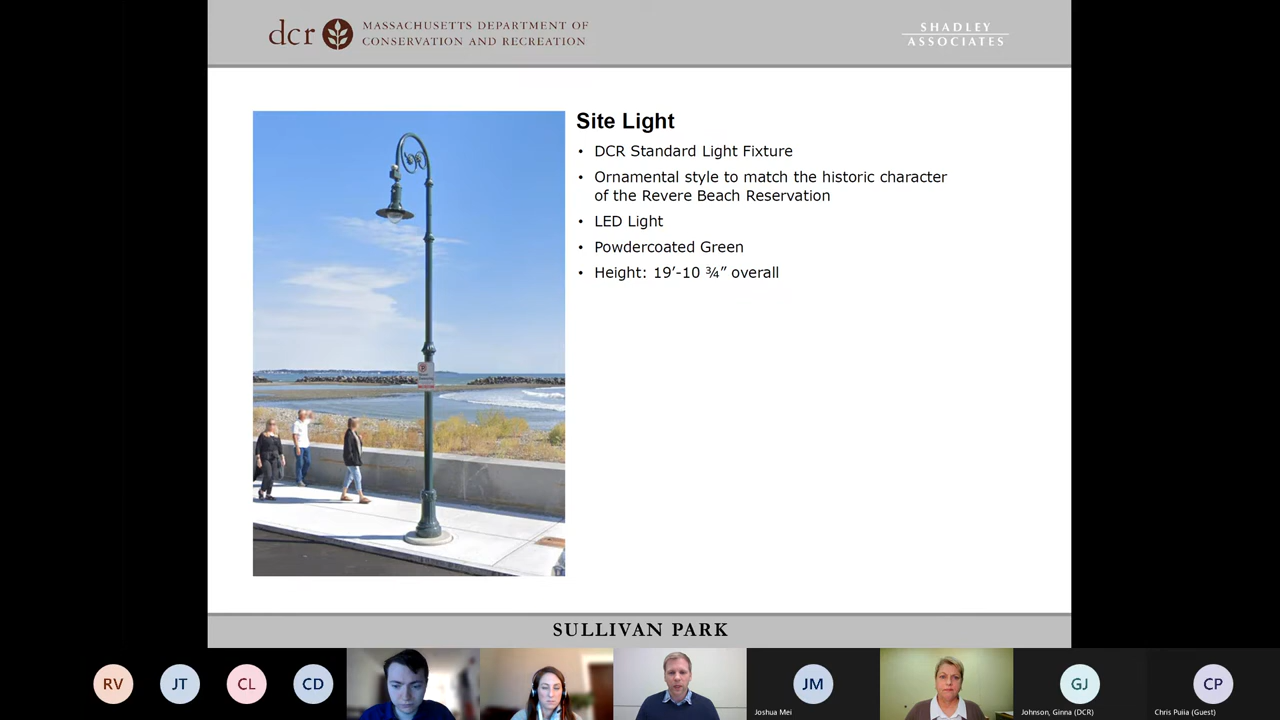 dcr
MASSACHUSETTS DEPARTMENT OF
CONSERVATION AND RECREATION
SHADLEY
ASSOCIATES
Site Light
• DCR Standard Light Fixture
• Ornamental style to match the historic character
of the Revere Beach Reservation
• LED Light
• Powdercoated Green
• Height: 19’-10 ¾” overall
SULLIVAN PARK
RV
JT
CL
CD
JM
GJ
CP
Joshua Mei
Johnson, Ginna (DCR)
Chris Puiia (Guest)